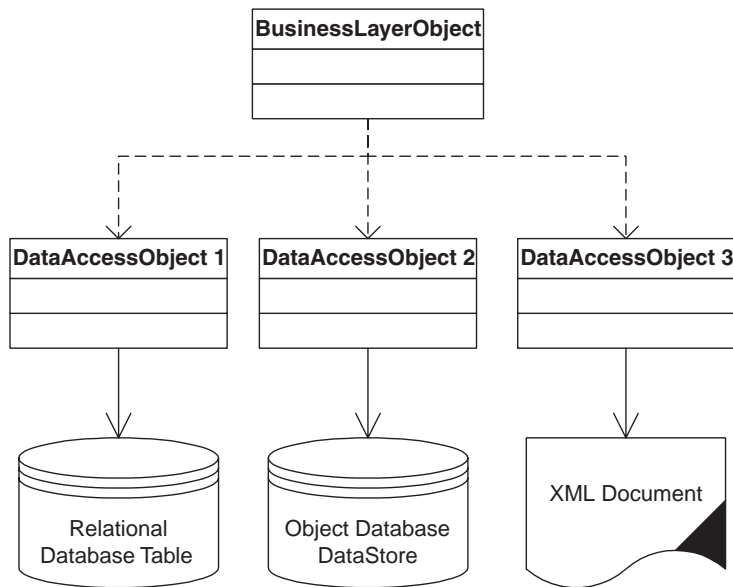 BusinessLayerObject
DataAccessObject 1
DataAccessObject 2
DataAccessObject 3
Relational
Database Table
Object Database
DataStore
XML Document